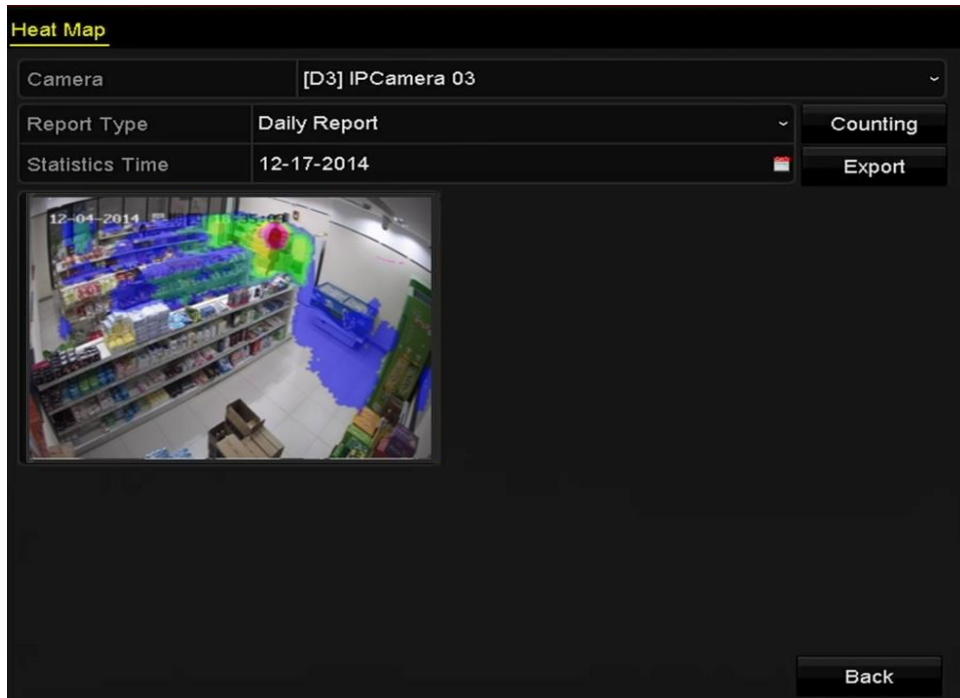 Heat Map
Camera [D3] IPCamera 03
Report Type Daily Report Counting
Statistics Time 12-17-2014 Export
12-04-2014
Back